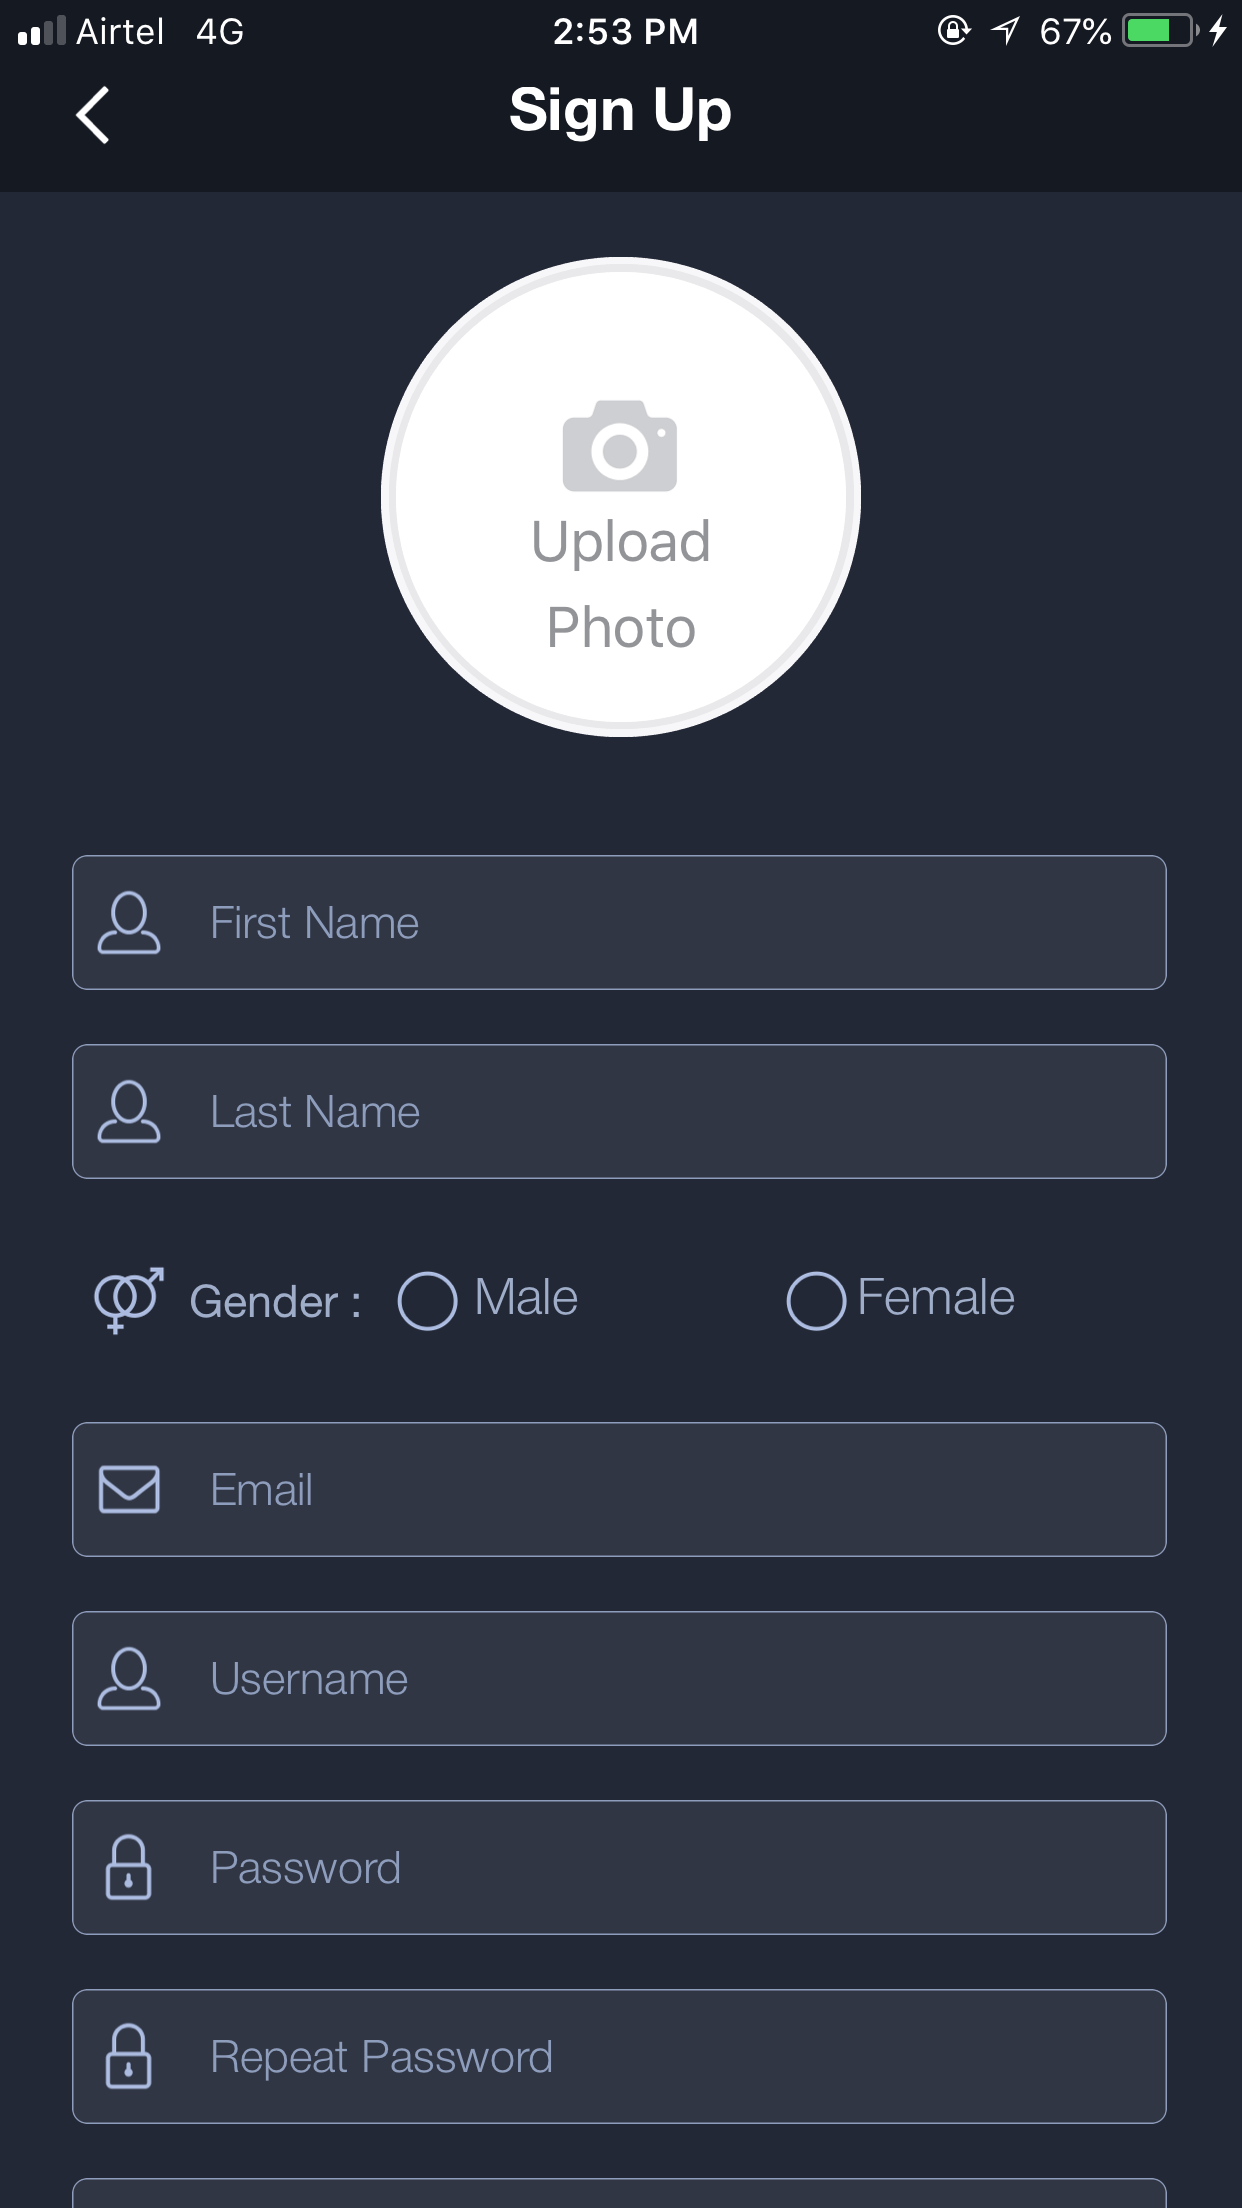 Airtel 4G 2:53 PM 67%
Sign Up
Upload
Photo
First Name
Last Name
Gender : Male Female
Email
Username
Password
Repeat Password